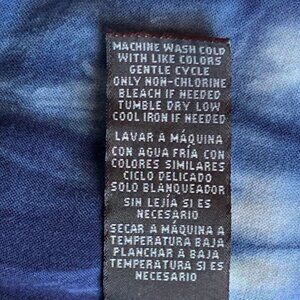 MACHINE WASH COLD
WITH LIKE COLORS
GENTLE CYCLE
ONLY NON-CHLORINE
BLEACH IF NEEDED
TUMBLE DRY LOW
COOL IRON IF NEEDED
LAVAR A MÁQUINA
CON AGUA FRÍA CON
COLORES SIMILARES
CICLO DELICADO
SOLO BLANQUEADOR
SIN LEJÍA SI ES
NECESARIO
SECAR A MÁQUINA A
TEMPERATURA BAJA
PLANCHAR A BAJA
TEMPERATURA SI ES
NECESARIO